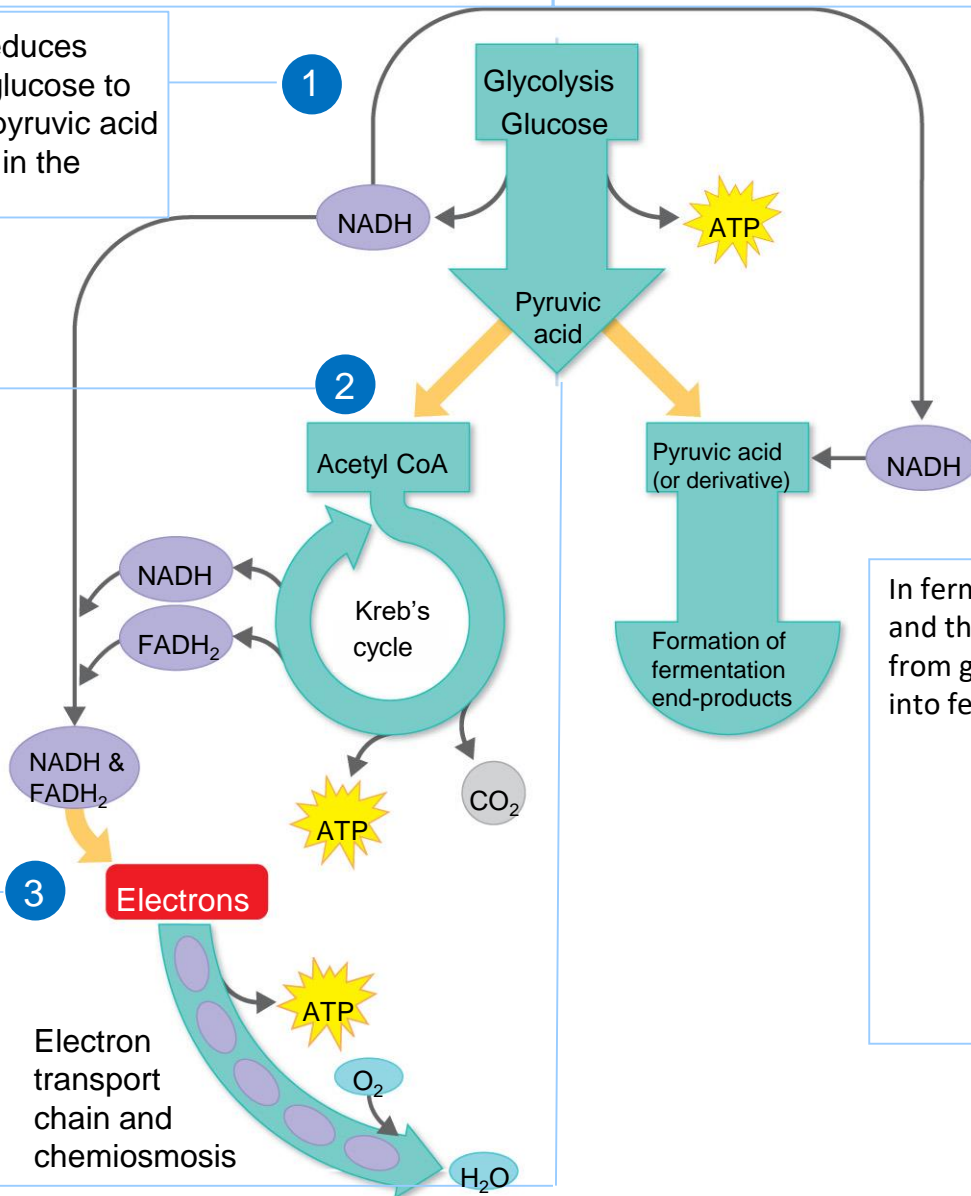 educes
glucose to
pyruvic acid
in the
1
Glycolysis
Glucose
NADH
ATP
Pyruvic
acid
2
Acetyl CoA
Pyruvic acid
(or derivative)
NADH
NADH
FADH₂
Kreb's
cycle
Formation of
fermentation
end-products
In ferm
and th
from g
into fe
NADH &
FADH₂
ATP
CO₂
3
Electrons
ATP
Electron
transport
chain and
chemiosmosis
O₂
H₂O